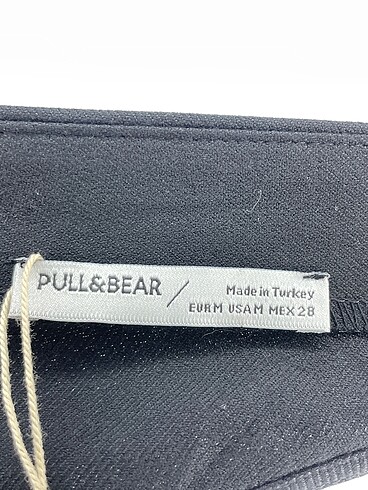 PULL&BEAR /
Made in Turkey
EUR M USA M MEX 28